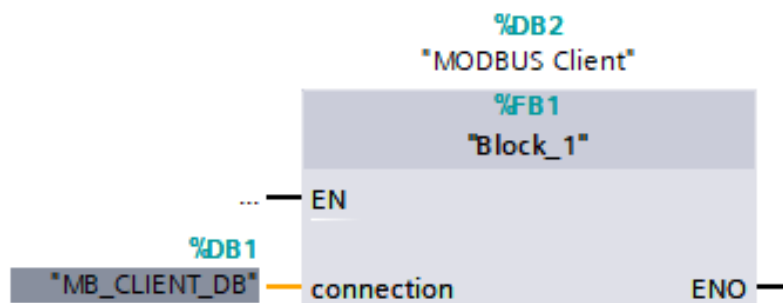 %DB2
"MODBUS Client"
%FB1
"Block_1"
... EN
%DB1
"MB_CLIENT_DB" connection ENO